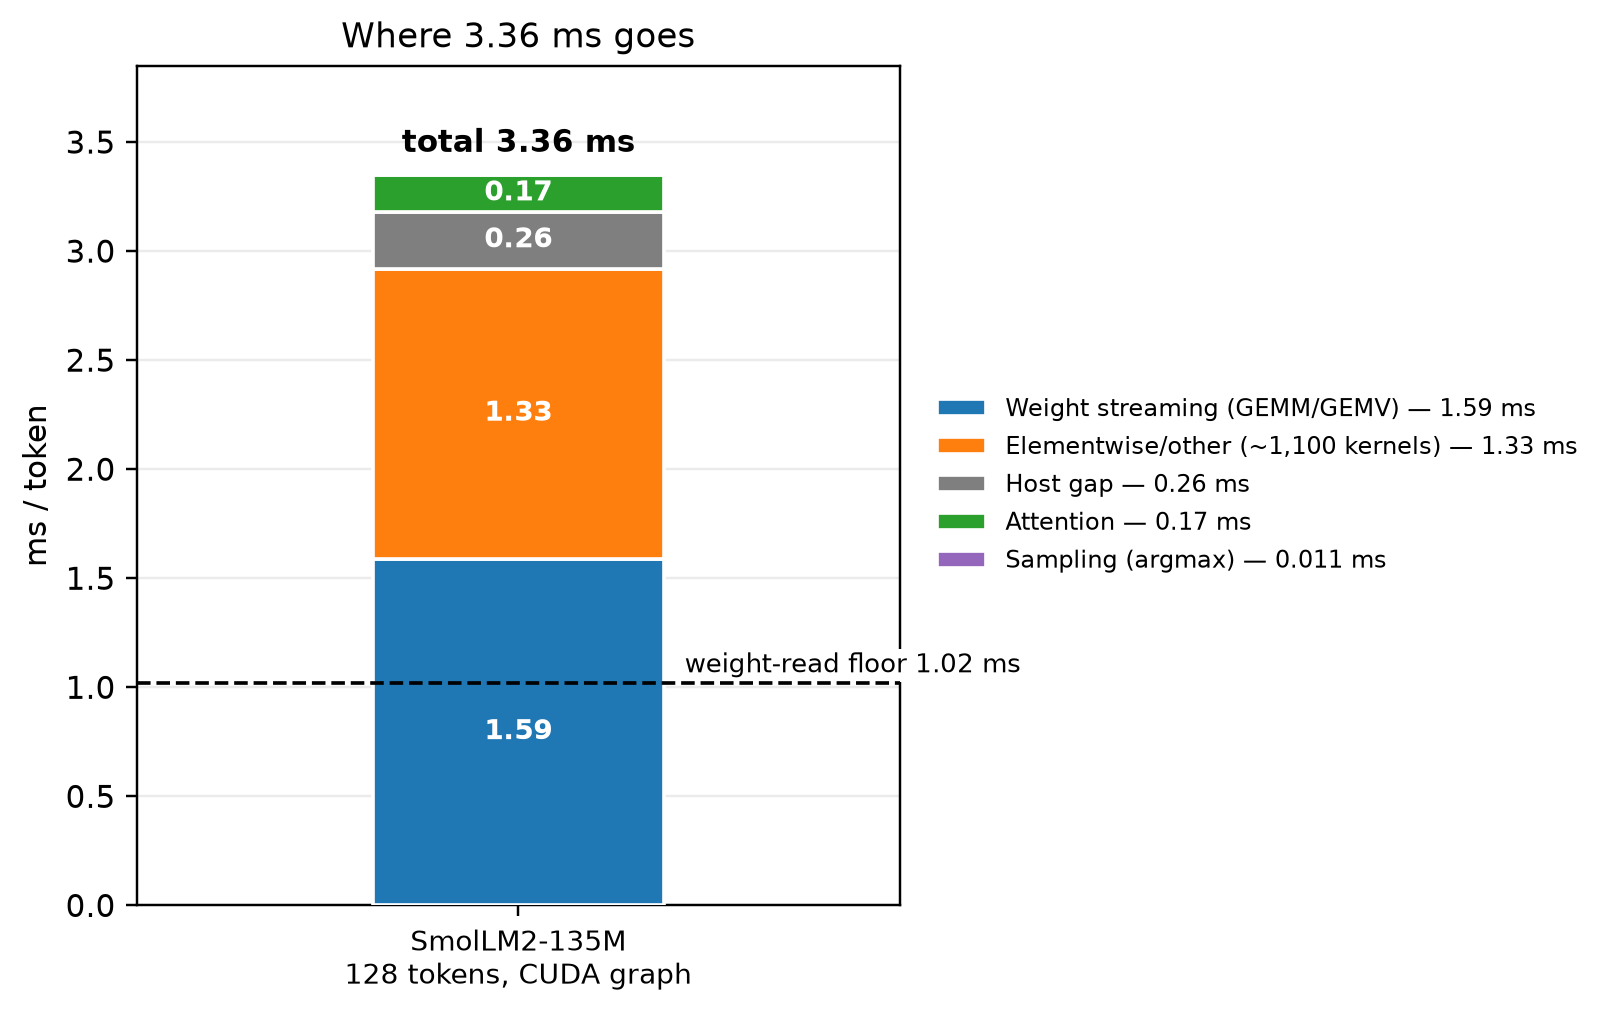 Where 3.36 ms goes
ms / token
3.5
3.0
2.5
2.0
1.5
1.0
0.5
0.0
total 3.36 ms
0.17
0.26
1.33
1.59
weight-read floor 1.02 ms
SmolLM2-135M
128 tokens, CUDA graph
Weight streaming (GEMM/GEMV) — 1.59 ms
Elementwise/other (~1,100 kernels) — 1.33 ms
Host gap — 0.26 ms
Attention — 0.17 ms
Sampling (argmax) — 0.011 ms